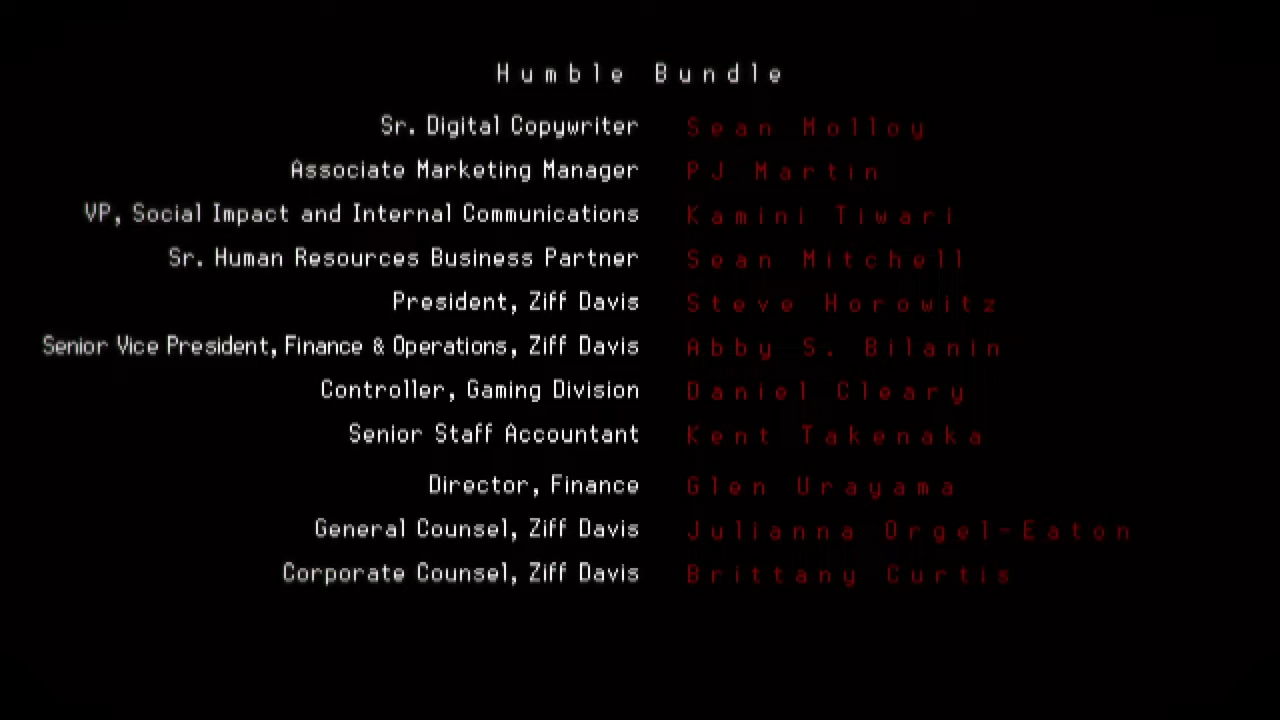 Humble Bundle
Sr. Digital Copywriter Sean Molloy
Associate Marketing Manager PJ Martin
VP, Social Impact and Internal Communications Kamini Tiwari
Sr. Human Resources Business Partner Sean Mitchell
President, Ziff Davis Steve Horowitz
Senior Vice President, Finance & Operations, Ziff Davis Abby S. Bilanin
Controller, Gaming Division Daniel Cleary
Senior Staff Accountant Kent Takenaka
Director, Finance Glen Urayama
General Counsel, Ziff Davis Julianna Orgel-Eaton
Corporate Counsel, Ziff Davis Brittany Curtis